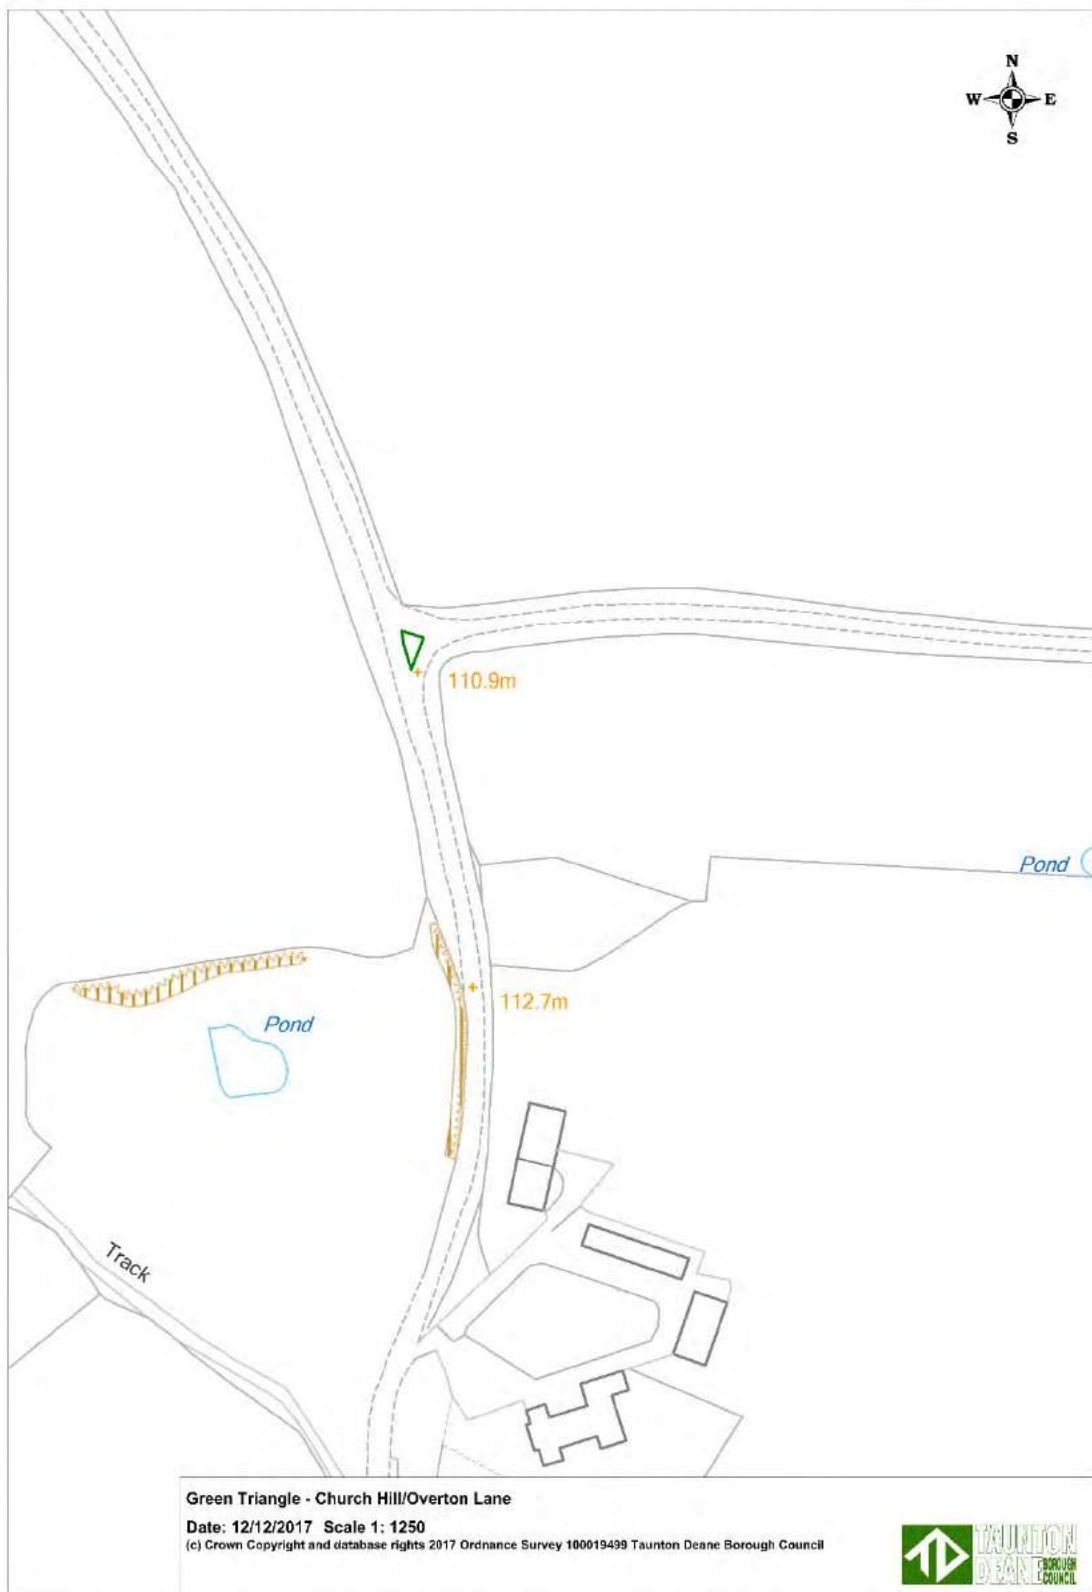 N
W E
S
110.9m
Pond
112.7m
Pond
Track
Green Triangle - Church Hill/Overton Lane
Date: 12/12/2017 Scale 1: 1250
(c) Crown Copyright and database rights 2017 Ordnance Survey 100019499 Taunton Deane Borough Council
TAUNTON
DEANE BOROUGH
COUNCIL